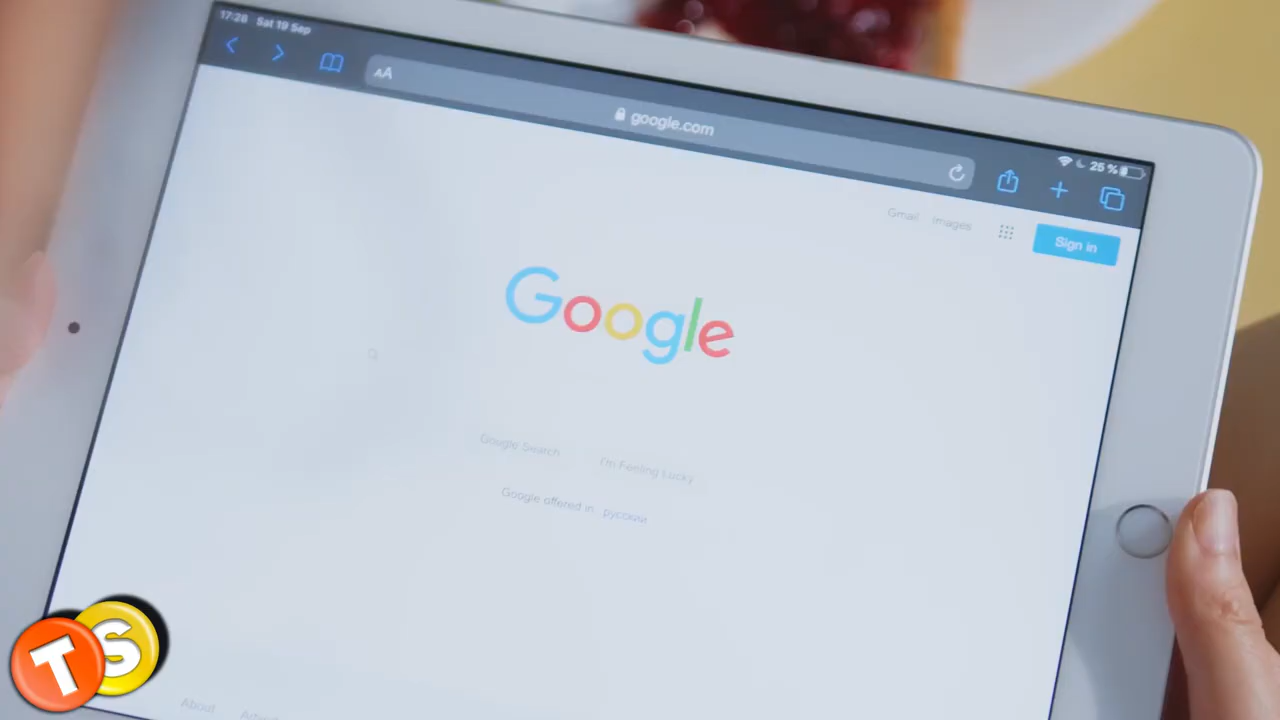 17:28 Sat 19 Sep
AA google.com
25 %
Gmail Images
Sign in
Google
Google Search I'm Feeling Lucky
Google offered in русский
About
TS